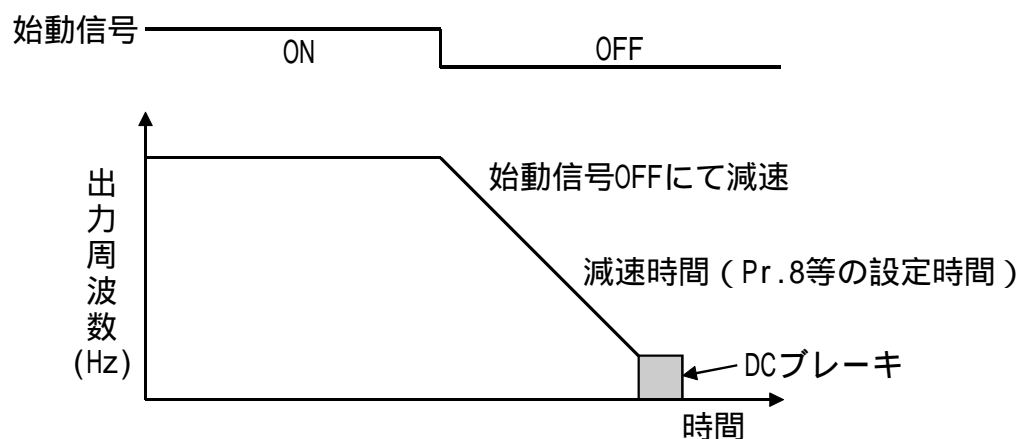 始動信号
ON
OFF
出力周波数(Hz)
始動信号OFFにて減速
減速時間（Pr.8等の設定時間）
DCブレーキ
時間